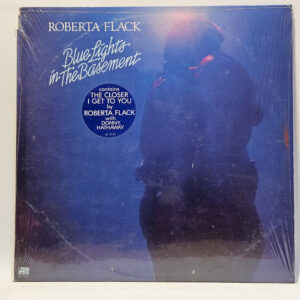 ROBERTA FLACK
Blue Lights
in The Basement
contains
THE CLOSER
I GET TO YOU
by
ROBERTA FLACK
with
DONNY
HATHAWAY